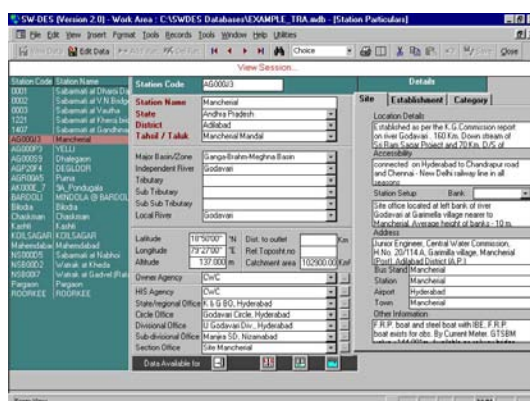 SW-DES (Version 2.0) - Work Area : C:\SWDES Databases\EXAMPLE_TRA.mdb - [Station Particulars]
File Edit View Insert Format Tools Records Tools Window Help Utilities
Edit Data Choice Close
View Session...
Station Code Station Name
0001 Sabarmati at Dharoi Da
0002 Sabarmati at V.N.Bridge
0003 Sabarmati at Vautha
1221 Sabarmati at Kheroj bri
1407 Sabarmati at Gandhina
AG000J3 Mancherial
AG000P3 YELLI
AG000S9 Dhalegaon
AGP20F4 DEGLOOR
AGR00A5 Purna
AK000E_7 9A_Pondugala
BARDOLI MINDOLA @ BARDOL
Bilodra Bilodra
Chaskman Chaskman
Kashti Kashti
KOILSAGAR KOILSAGAR
Mahemdaba Mahemdabad
NS000D5 Sabarmati at Nabhoi
NSB00D2 Watrak at Kheda
Pargaon Pargaon
ROORKEE ROORKEE
Station Code AG000J3
Station Name Mancherial
State Andhra Pradesh
District Adilabad
Tahsil / Taluk Mancherial Mandal
Major Basin/Zone Ganga-Brahm-Meghna Basin
Independent River Godavari
Tributary
Sub Tributary
Sub Sub Tributary
Local River Godavari
Latitude 18°50'00" °N Dist. to outlet Km
Longitude 79°27'00" °E Ref.Toposht.no
Altitude 137.000 m Catchment area 102900.00 Km²
Owner Agency CWC
HIS Agency CWC
State/regional Office K & G BO, Hyderabad
Circle Office Godavari Circle, Hyderabad
Divisional Office U Godavari Div., Hyderabad
Sub-divisional Office Manjira SD, Nizamabad
Section Office Site Mancherial
Data Available for
Details
Site Establishment Category
Location Details
Established as per the K.G.Commission report
on river Godavari . 160 Km. Down stream of
Sri Ram Sagar Project and 70 Km. D/S of
Accessibility
connected on Hyderabad to Chandrapur road
and Chennai - New Delhi railway line in all
seasons
Station Setup Bank:
Site office located at left bank of river
Godavari at Garimella village nearer to
Mancherial. Average height of banks - 10 m.
Address
Junior Engineer, Central Water Commission,
H.No. 20/114 A, Garimella village, Mancherial
(Post), Adilabad District (A.P.)
Bus Stand Mancherial
Station Mancherial
Airport Hyderabad
Town Mancherial
Other Information
F.R.P. boat and steel boat with IBE, F.R.P.
boat exists for obs. By Current Meter. GTSBM